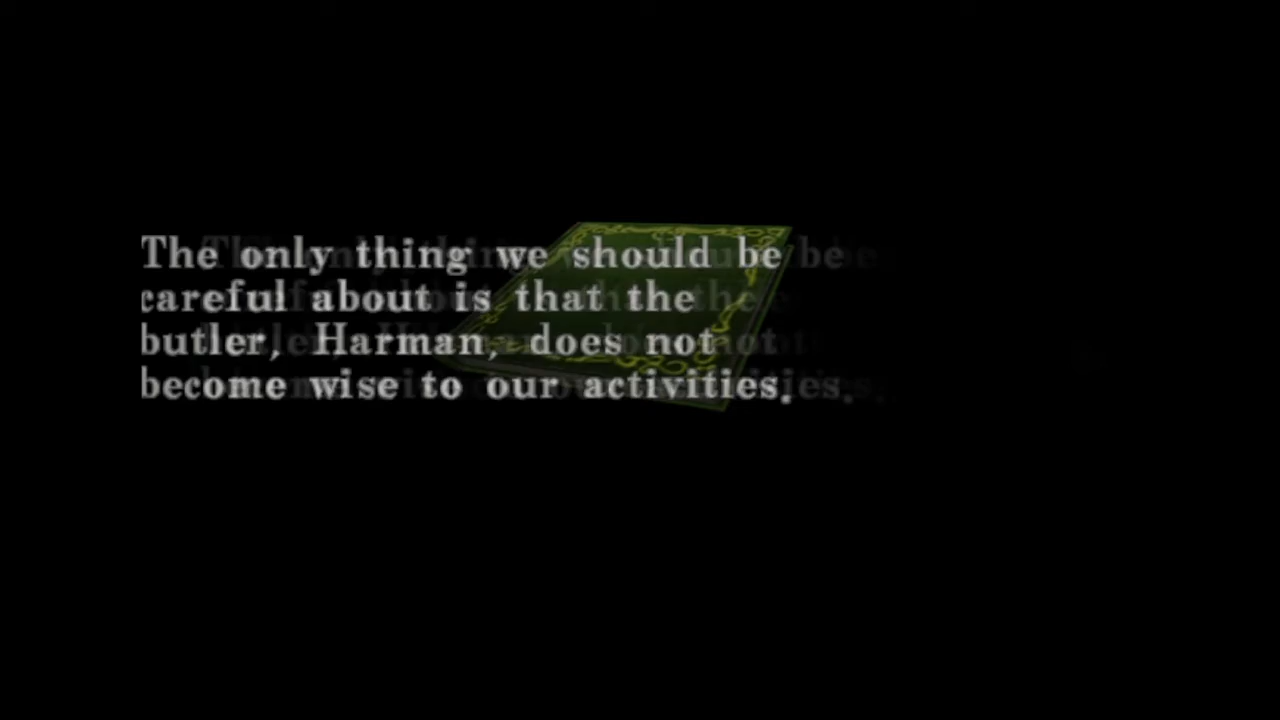 The only thing we should be
careful about is that the
butler, Harman, does not
become wise to our activities.